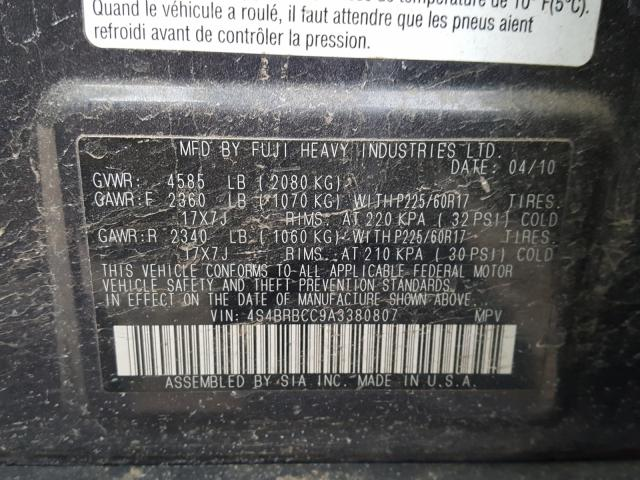 de température de 10° F(5°C).
Quand le véhicule a roulé, il faut attendre que les pneus aient
refroidi avant de contrôler la pression.
MFD BY FUJI HEAVY INDUSTRIES LTD.
DATE: 04/10
GVWR: 4585 LB (2080 KG)
GAWR:F 2360 LB (1070 KG) WITH P225/60R17 TIRES.
17X7J RIMS. AT 220 KPA (32 PSI) COLD
GAWR:R 2340 LB (1060 KG) WITH P225/60R17 TIRES.
17X7J RIMS. AT 210 KPA (30 PSI) COLD
THIS VEHICLE CONFORMS TO ALL APPLICABLE FEDERAL MOTOR
VEHICLE SAFETY AND THEFT PREVENTION STANDARDS
IN EFFECT ON THE DATE OF MANUFACTURE SHOWN ABOVE.
VIN: 4S4BRBCC9A3380807 MPV
ASSEMBLED BY SIA INC. MADE IN U.S.A.